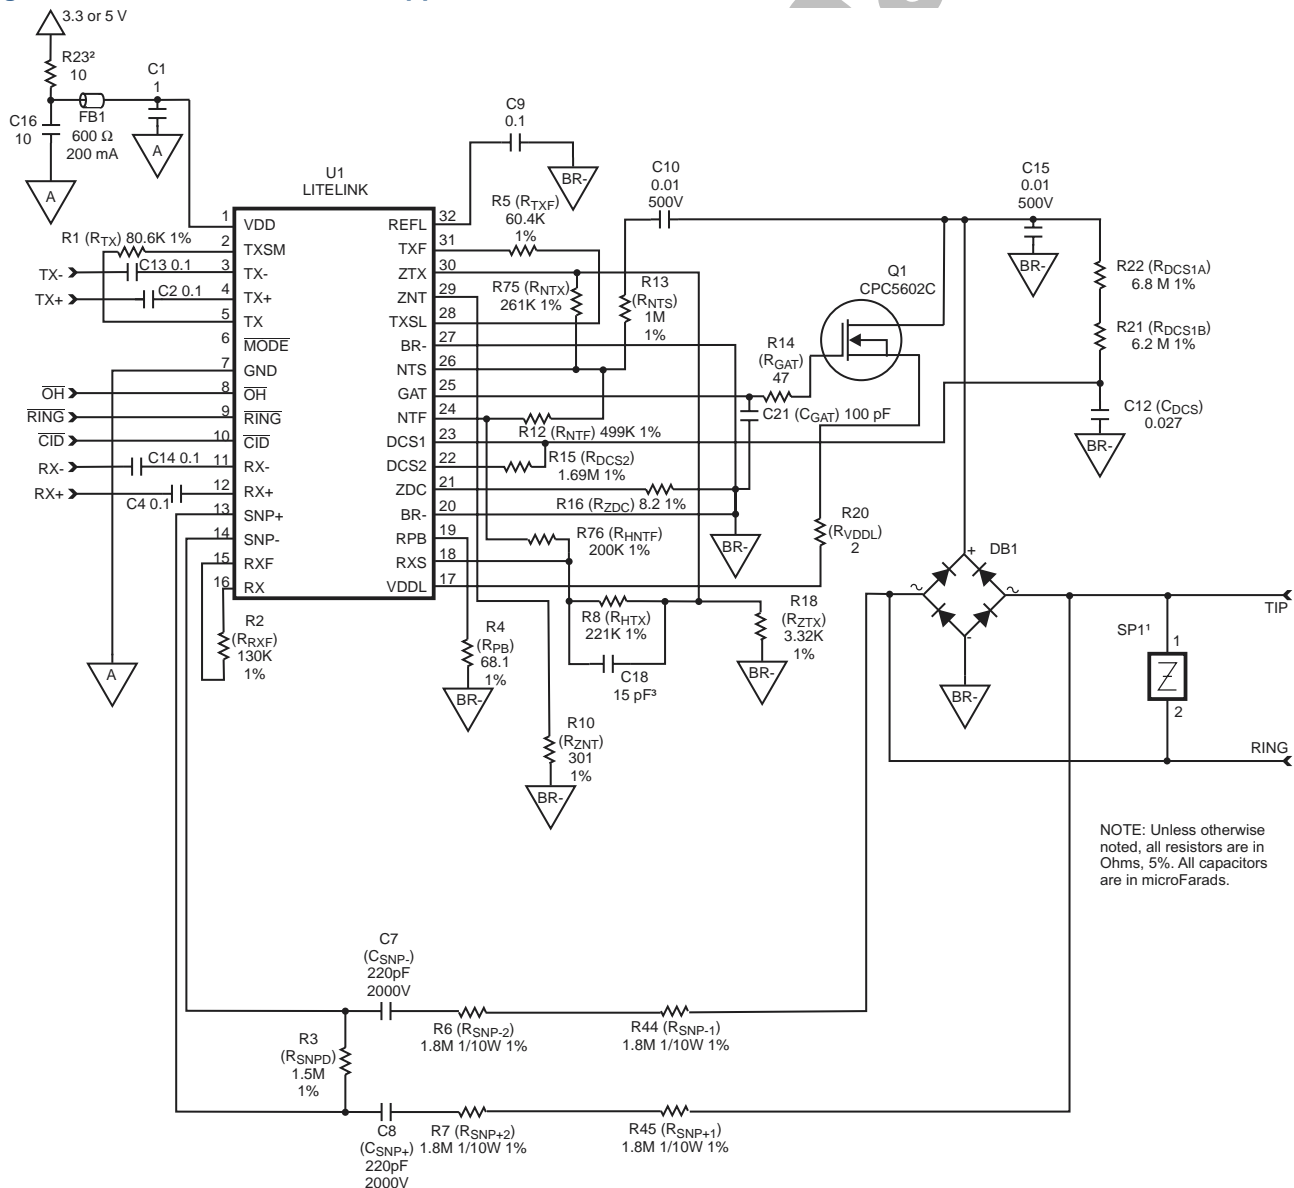 3.3 or 5 V
R23²
10
C1
1
C16
10
FB1
600 Ω
200 mA
A
A
C9
0.1
BR-
U1
LITELINK
1 VDD
2 TXSM
3 TX-
4 TX+
5 TX
6 MODE
7 GND
8 OH
9 RING
10 CID
11 RX-
12 RX+
13 SNP+
14 SNP-
15 RXF
16 RX
REFL 32
TXF 31
ZTX 30
ZNT 29
TXSL 28
BR- 27
NTS 26
GAT 25
NTF 24
DCS1 23
DCS2 22
ZDC 21
BR- 20
RPB 19
RXS 18
VDDL 17
R1 (RTX) 80.6K 1%
TX-
C13 0.1
TX+
C2 0.1
OH
RING
CID
RX-
C14 0.1
RX+
C4 0.1
A
R2
(RRXF)
130K
1%
R5 (RTXF)
60.4K
1%
C10
0.01
500V
C15
0.01
500V
BR-
R75 (RNTX)
261K 1%
R13
(RNTS)
1M
1%
Q1
CPC5602C
R22 (RDCS1A)
6.8 M 1%
R21 (RDCS1B)
6.2 M 1%
R14
(RGAT)
47
C21 (CGAT) 100 pF
C12 (CDCS)
0.027
BR-
R12 (RNTF) 499K 1%
R15 (RDCS2)
1.69M 1%
R16 (RZDC) 8.2 1%
BR-
R20
(RVDDL)
2
R76 (RHNTF)
200K 1%
R8 (RHTX)
221K 1%
C18
15 pF³
R18
(RZTX)
3.32K
1%
BR-
R4
(RPB)
68.1
1%
BR-
R10
(RZNT)
301
1%
BR-
+
DB1
~
~
-
BR-
TIP
SP1¹
1
Z
2
RING
NOTE: Unless otherwise
noted, all resistors are in
Ohms, 5%. All capacitors
are in microFarads.
C7
(CSNP-)
220pF
2000V
R6 (RSNP-2)
1.8M 1/10W 1%
R44 (RSNP-1)
1.8M 1/10W 1%
R3
(RSNPD)
1.5M
1%
C8
(CSNP+)
220pF
2000V
R7 (RSNP+2)
1.8M 1/10W 1%
R45 (RSNP+1)
1.8M 1/10W 1%